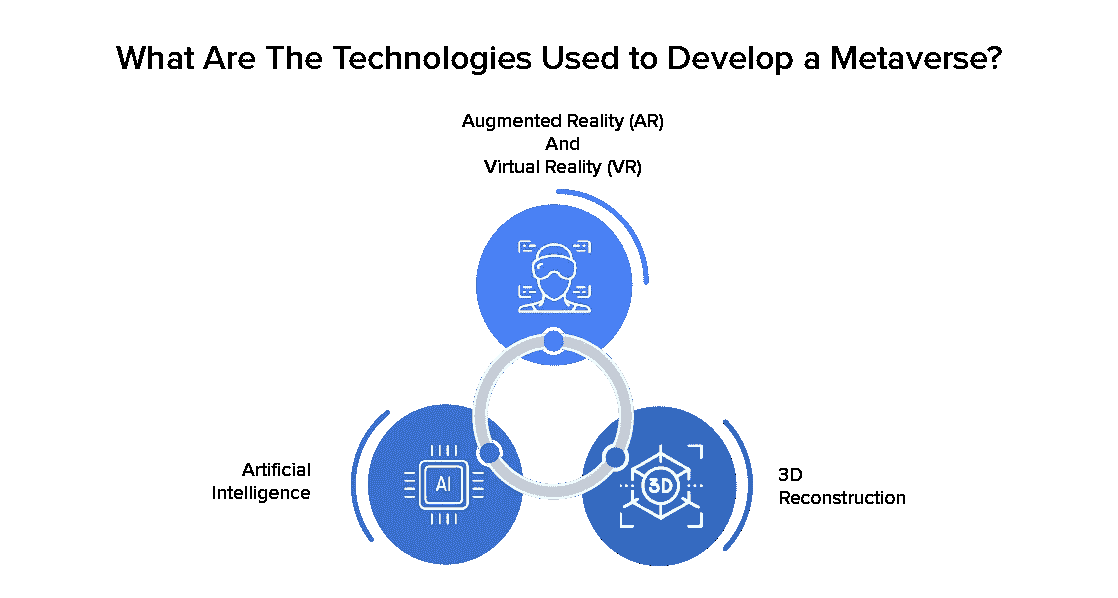 What Are The Technologies Used to Develop a Metaverse?
Augmented Reality (AR)
And
Virtual Reality (VR)
AI
3D
Artificial
Intelligence
3D
Reconstruction